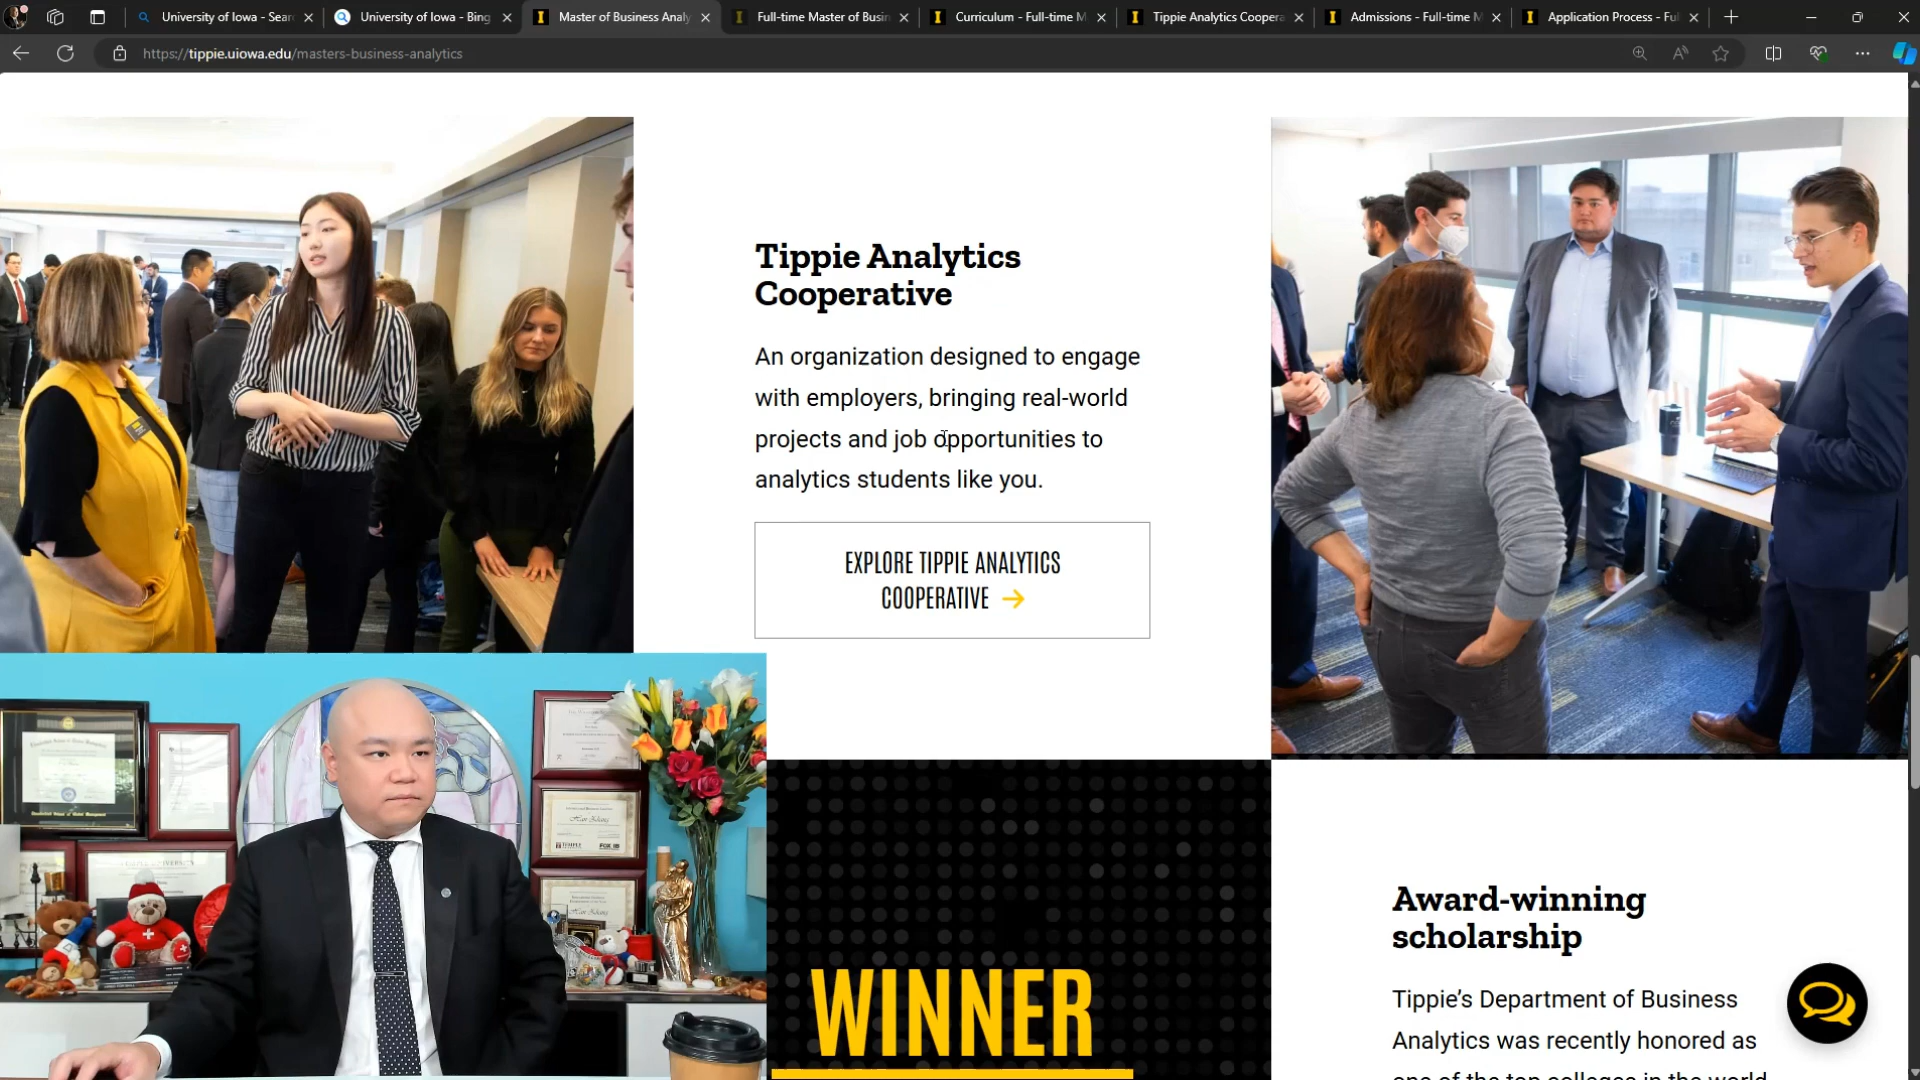 University of Iowa - Sear
University of Iowa - Bing
Master of Business Analy
Full-time Master of Busin
Curriculum - Full-time M
Tippie Analytics Coopera
Admissions - Full-time M
Application Process - Ful
https://tippie.uiowa.edu/masters-business-analytics
Tippie Analytics
Cooperative
An organization designed to engage
with employers, bringing real-world
projects and job opportunities to
analytics students like you.
EXPLORE TIPPIE ANALYTICS
COOPERATIVE →
WINNER
Award-winning
scholarship
Tippie’s Department of Business
Analytics was recently honored as
one of the top colleges in the world